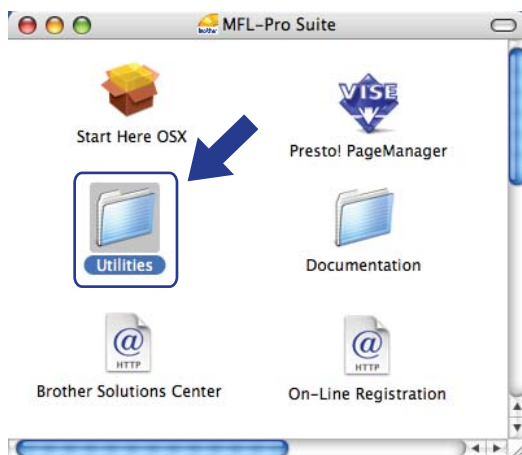 MFL-Pro Suite
Start Here OSX
VISE
Presto! PageManager
Utilities
Documentation
@
HTTP
@
HTTP
Brother Solutions Center
On-Line Registration